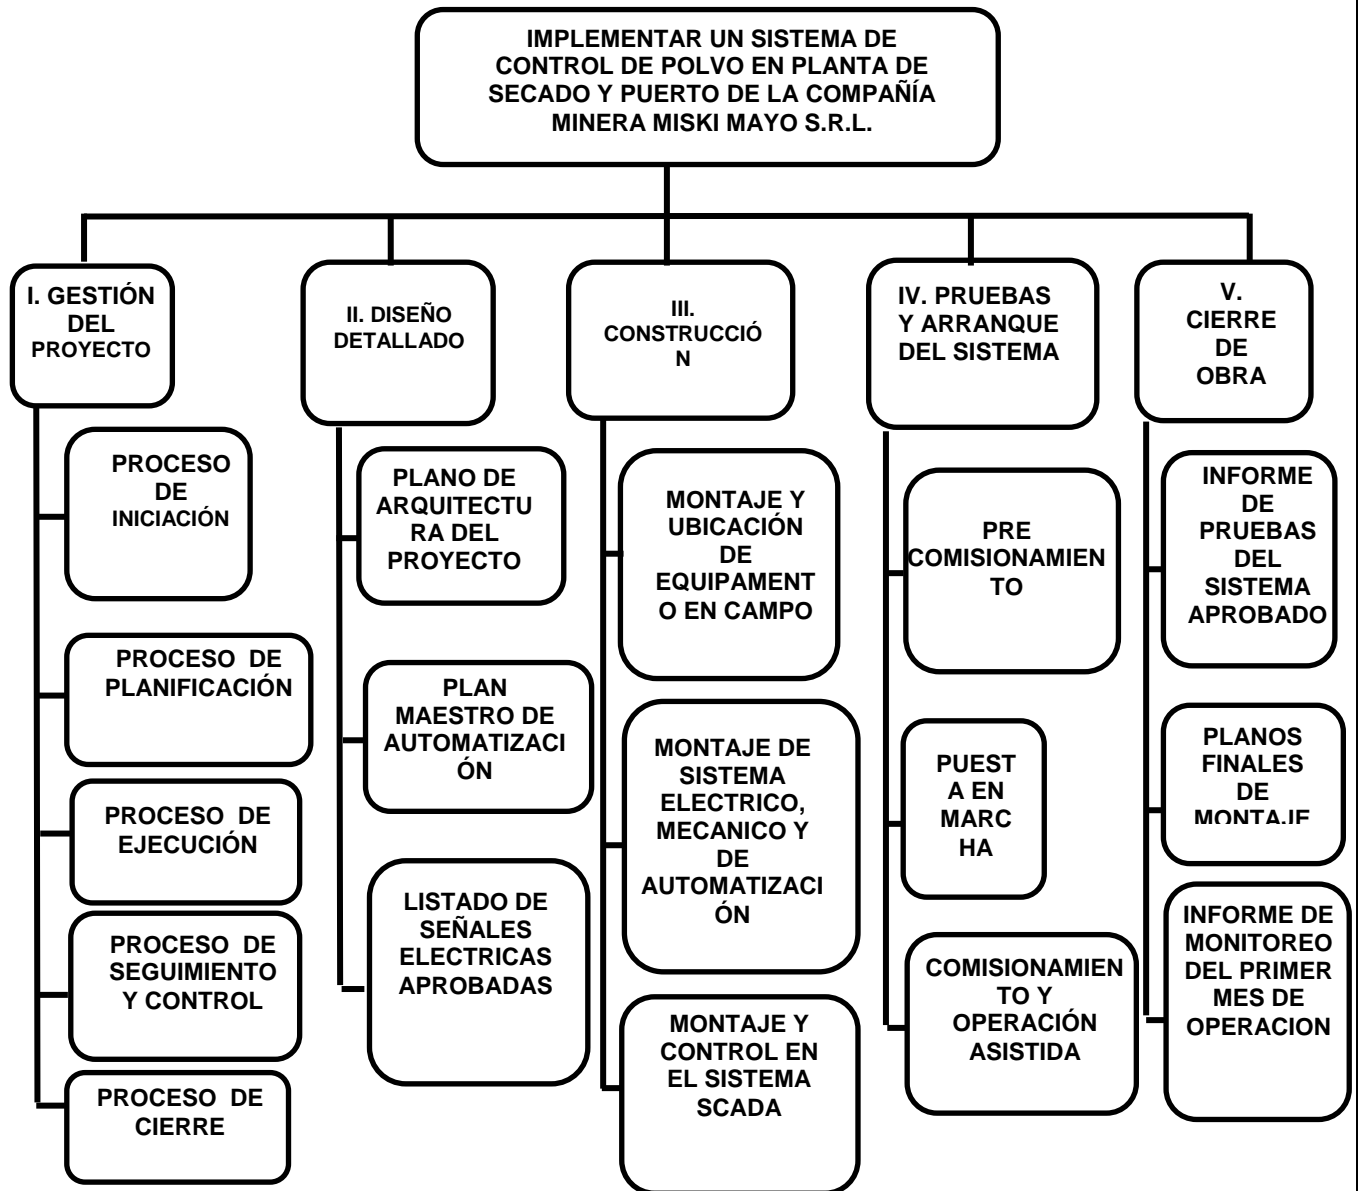 IMPLEMENTAR UN SISTEMA DE
CONTROL DE POLVO EN PLANTA DE
SECADO Y PUERTO DE LA COMPAÑÍA
MINERA MISKI MAYO S.R.L.
I. GESTIÓN
DEL
PROYECTO
PROCESO
DE
INICIACIÓN
PROCESO DE
PLANIFICACIÓN
PROCESO DE
EJECUCIÓN
PROCESO DE
SEGUIMIENTO
Y CONTROL
PROCESO DE
CIERRE
II. DISEÑO
DETALLADO
PLANO DE
ARQUITECTU
RA DEL
PROYECTO
PLAN
MAESTRO DE
AUTOMATIZACI
ÓN
LISTADO DE
SEÑALES
ELECTRICAS
APROBADAS
III.
CONSTRUCCIÓ
N
MONTAJE Y
UBICACIÓN
DE
EQUIPAMENT
O EN CAMPO
MONTAJE DE
SISTEMA
ELECTRICO,
MECANICO Y
DE
AUTOMATIZACI
ÓN
MONTAJE Y
CONTROL EN
EL SISTEMA
SCADA
IV. PRUEBAS
Y ARRANQUE
DEL SISTEMA
PRE
COMISIONAMIEN
TO
PUEST
A EN
MARC
HA
COMISIONAMIEN
TO Y
OPERACIÓN
ASISTIDA
V.
CIERRE
DE
OBRA
INFORME
DE
PRUEBAS
DEL
SISTEMA
APROBADO
PLANOS
FINALES
DE
MONTAJE
INFORME DE
MONITOREO
DEL PRIMER
MES DE
OPERACION